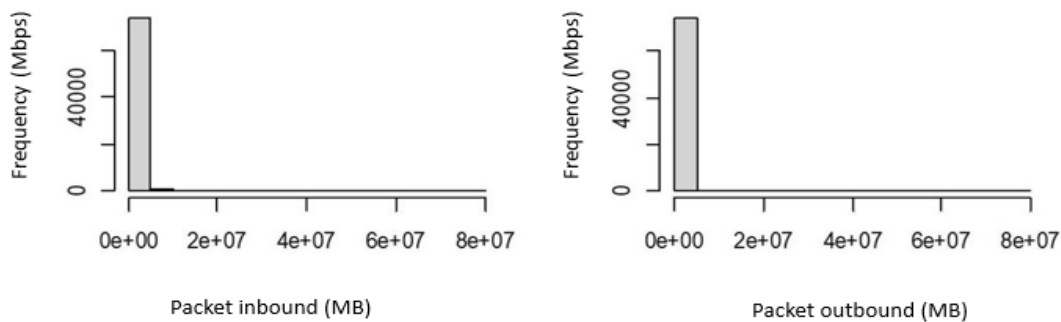 Frequency (Mbps)
40000
0
0e+00 2e+07 4e+07 6e+07 8e+07
Packet inbound (MB)
Frequency (Mbps)
40000
0
0e+00 2e+07 4e+07 6e+07 8e+07
Packet outbound (MB)